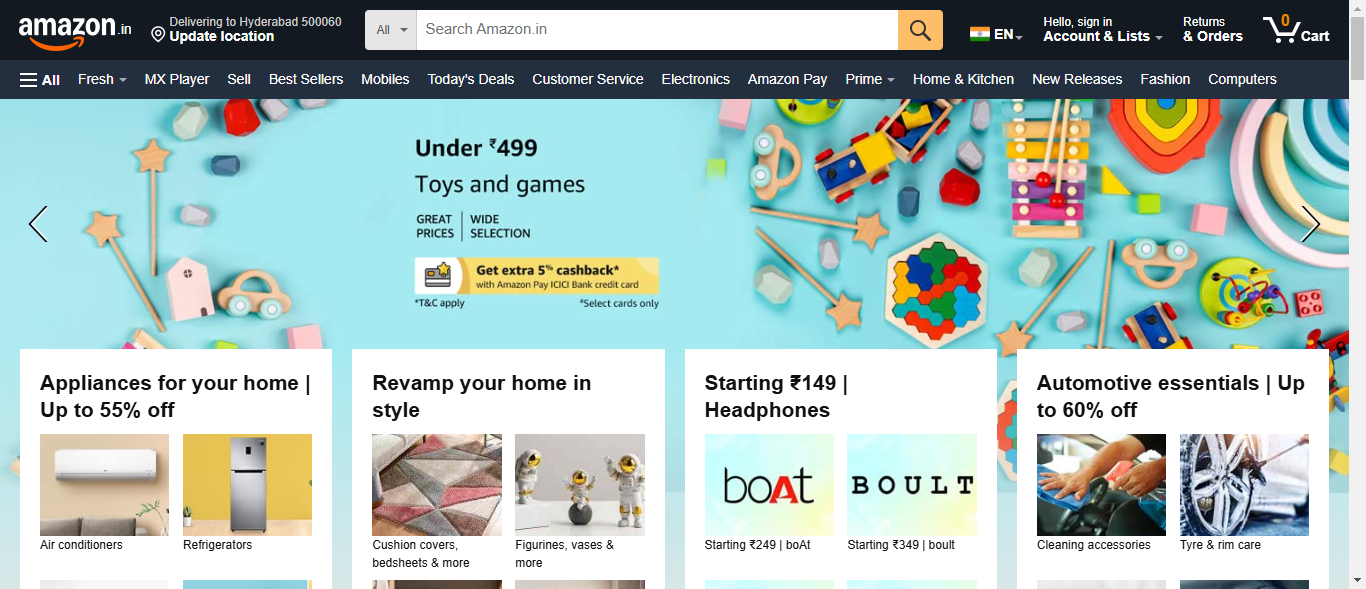 amazon.in
Delivering to Hyderabad 500060
Update location
All
Search Amazon.in
EN
Hello, sign in
Account & Lists
Returns
& Orders
0
Cart
All
Fresh
MX Player
Sell
Best Sellers
Mobiles
Today's Deals
Customer Service
Electronics
Amazon Pay
Prime
Home & Kitchen
New Releases
Fashion
Computers
Under ₹499
Toys and games
GREAT PRICES
WIDE SELECTION
Get extra 5% cashback*
with Amazon Pay ICICI Bank credit card
*T&C apply
*Select cards only
Appliances for your home |
Up to 55% off
Air conditioners
Refrigerators
Revamp your home in
style
Cushion covers,
bedsheets & more
Figurines, vases &
more
Starting ₹149 |
Headphones
boAt
BOULT
Starting ₹249 | boAt
Starting ₹349 | boult
Automotive essentials | Up
to 60% off
Cleaning accessories
Tyre & rim care